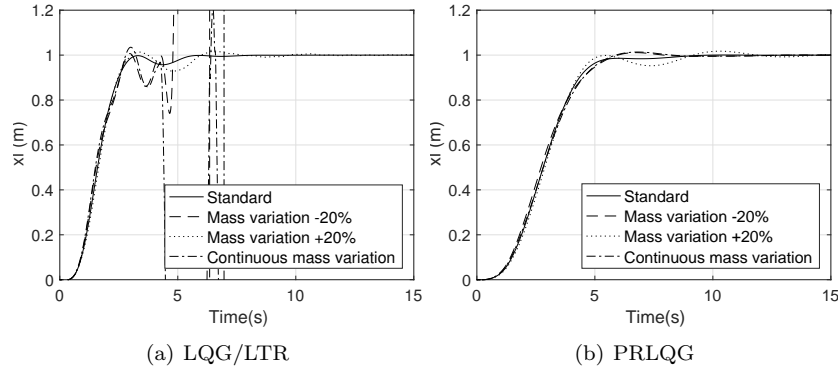 1.2
1
0.8
0.6
0.4
0.2
0
xl (m)
0
5
10
15
Time(s)
Standard
Mass variation -20%
Mass variation +20%
Continuous mass variation
(a) LQG/LTR
1.2
1
0.8
0.6
0.4
0.2
0
xl (m)
0
5
10
15
Time(s)
Standard
Mass variation -20%
Mass variation +20%
Continuous mass variation
(b) PRLQG